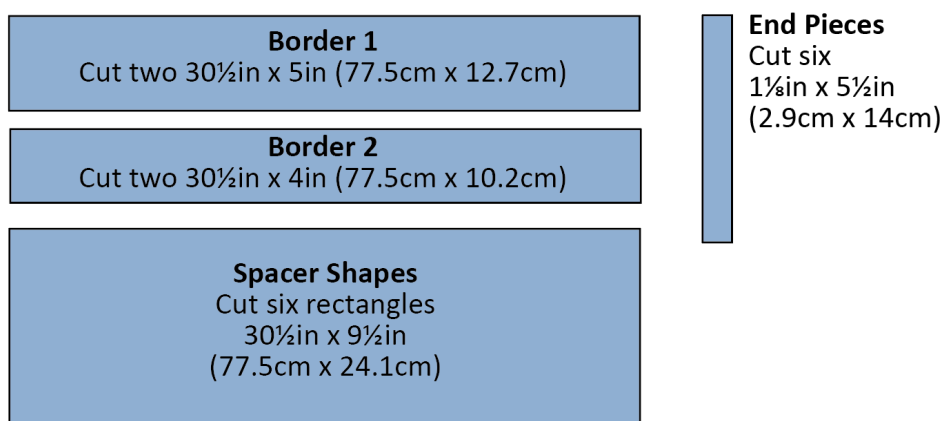 Border 1
Cut two 30½in x 5in (77.5cm x 12.7cm)
Border 2
Cut two 30½in x 4in (77.5cm x 10.2cm)
Spacer Shapes
Cut six rectangles
30½in x 9½in
(77.5cm x 24.1cm)
End Pieces
Cut six
1⅛in x 5½in
(2.9cm x 14cm)